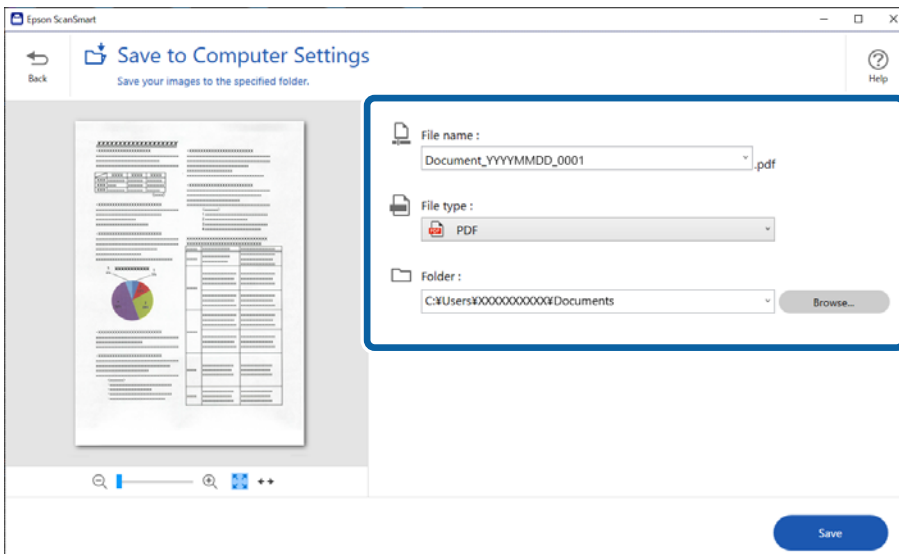 Epson ScanSmart
Back
Save to Computer Settings
Save your images to the specified folder.
Help
File name :
Document_YYYYMMDD_0001
.pdf
File type :
PDF
Folder :
C:¥Users¥XXXXXXXXXXX¥Documents
Browse...
Save